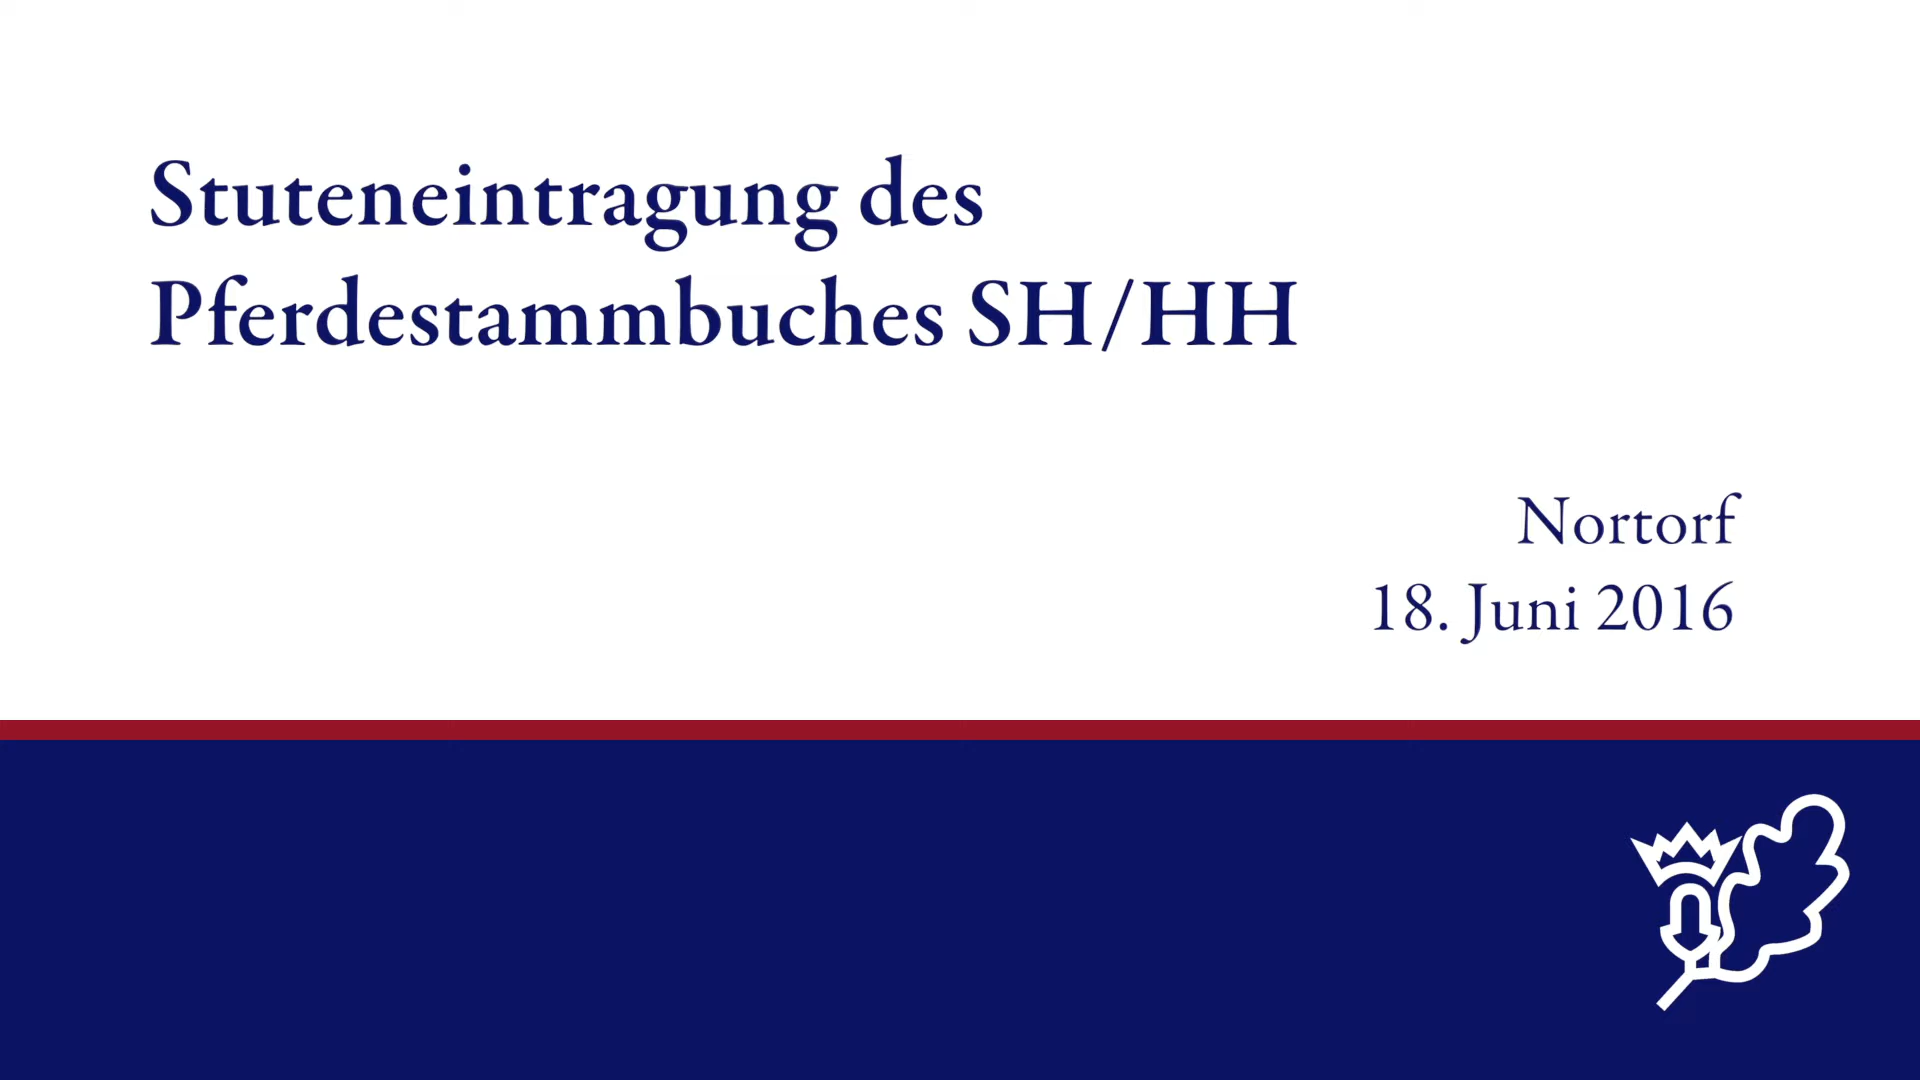 Stuteneintragung des
Pferdestammbuches SH/HH
Nortorf
18. Juni 2016